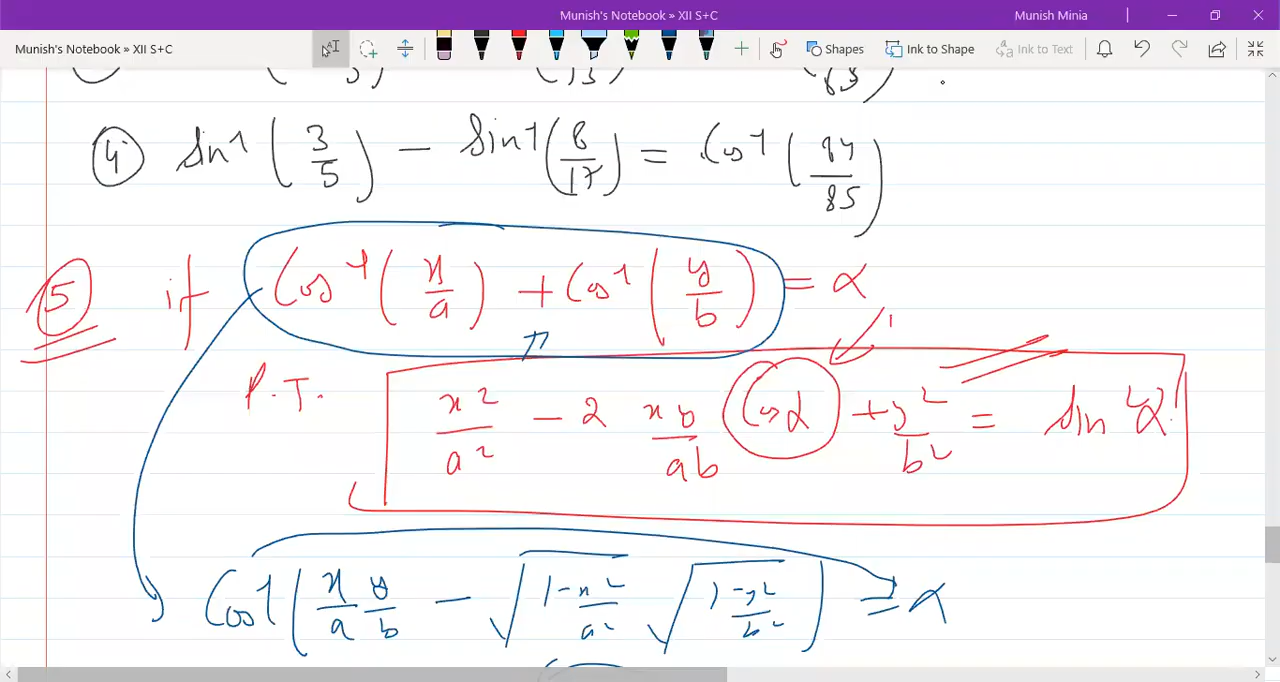 Munish's Notebook » XII S+C
Munish Minia
Munish's Notebook » XII S+C
Shapes
Ink to Shape
Ink to Text
④ sin⁻¹(3/5) − sin⁻¹(8/17) = cos⁻¹(84/85)
⑤ if cos⁻¹(x/a) + cos⁻¹(y/b) = α
P.T. x²/a² − 2 xy/ab cosα + y²/b² = sin²α
cos⁻¹(x/a y/b − √(1−x²/a²) √(1−y²/b²)) = α